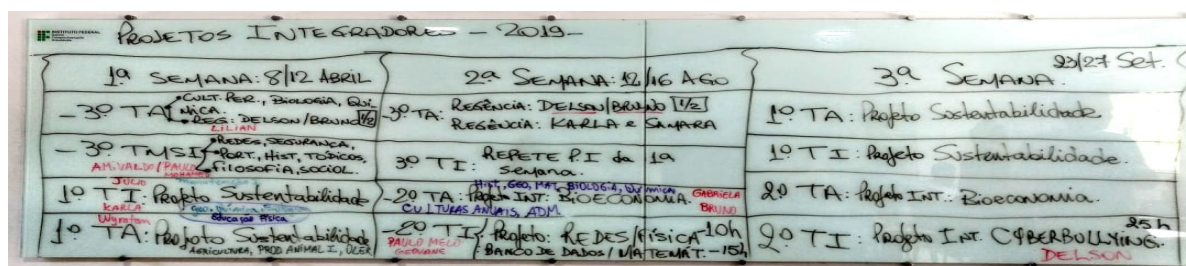 INSTITUTO FEDERAL
PROJETOS INTEGRADORES - 2019 -
1ª SEMANA: 8/12 ABRIL
- 3º TA
• CULT. PER., BIOLOGIA, QUÍ
MICA.
• REG: DELSON/BRUNO 1/2
LILIAN
- 3º TMSI
REDES, SEGURANÇA,
PORT., HIST, TÓPICOS,
FILOSOFIA, SOCIOL.
AMIVALDO/PAULO
JULIO
1º TI: Projeto Sustentabilidade
KARLA
Educação Física
1º TA: Projeto Sustentabilidade
AGRICULTURA, PROD. ANIMAL I, OLER
2ª SEMANA: 12/16 AGO
- 3º TA:
REGÊNCIA: DELSON/BRUNO 1/2
REGÊNCIA: KARLA e SAMARA
3º TI: REPETE P.I da 1ª
semana.
HIST, GEO, MAT, BIOLOGIA, Química
- 2º TA: Projeto INT: BIOECONOMIA.
GABRIELA
BRUNO
CULTURAS ANUAIS, ADM.
- 2º TI: Projeto: REDES/FÍSICA - 10h
PAULO MELO
BANCO DE DADOS / MATEMÁT. - 15h
3ª SEMANA
23/27 Set.
1º TA: Projeto Sustentabilidade
1º TI: Projeto Sustentabilidade.
2º TA: Projeto INT.: Bioeconomia.
2º TI Projeto INT. CYBERBULLYING.
25h
DELSON